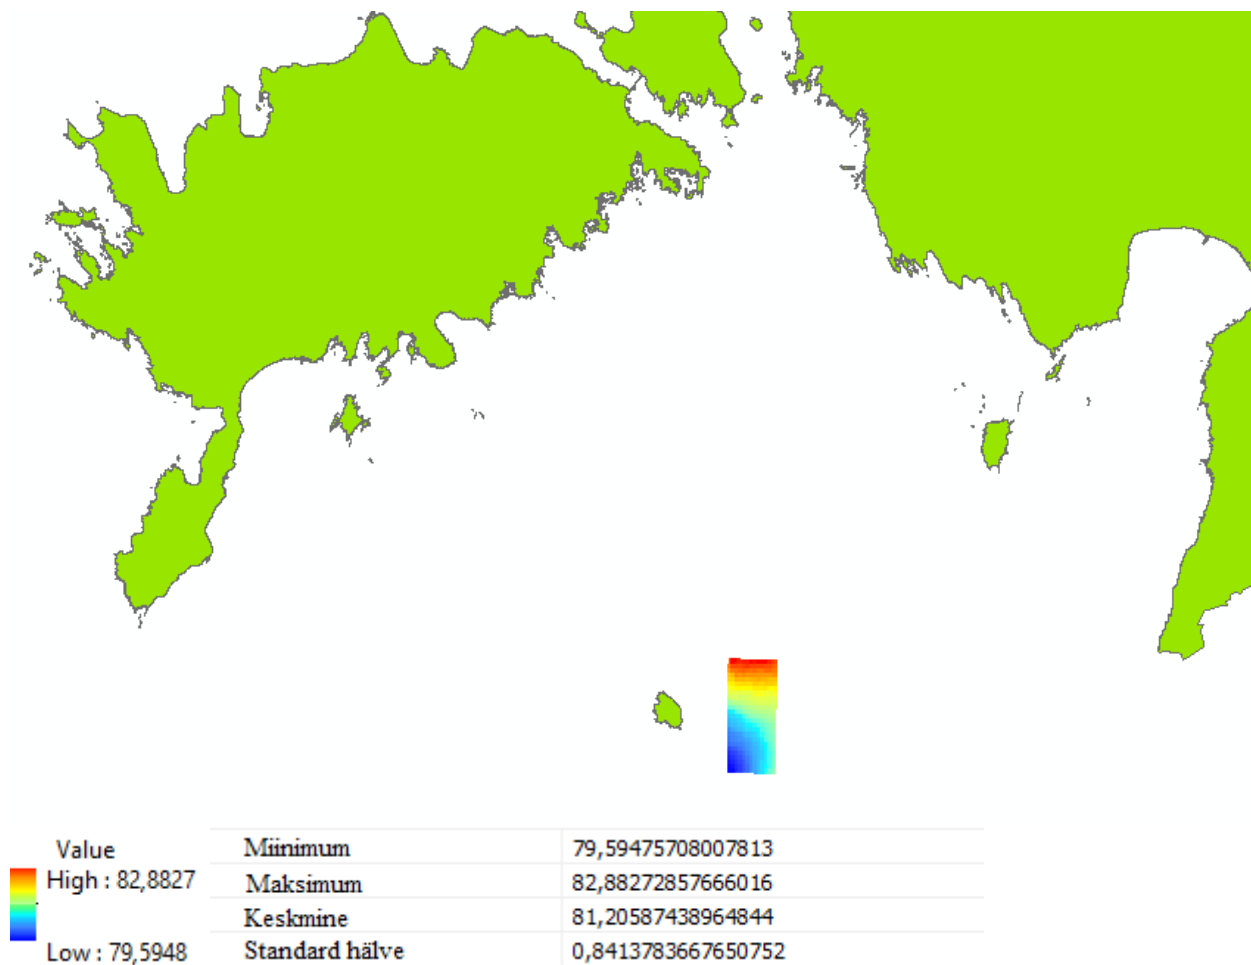 Value
High : 82,8827
Low : 79,5948
Miinimum 79,59475708007813
Maksimum 82,88272857666016
Keskmine 81,20587438964844
Standard hälve 0,8413783667650752